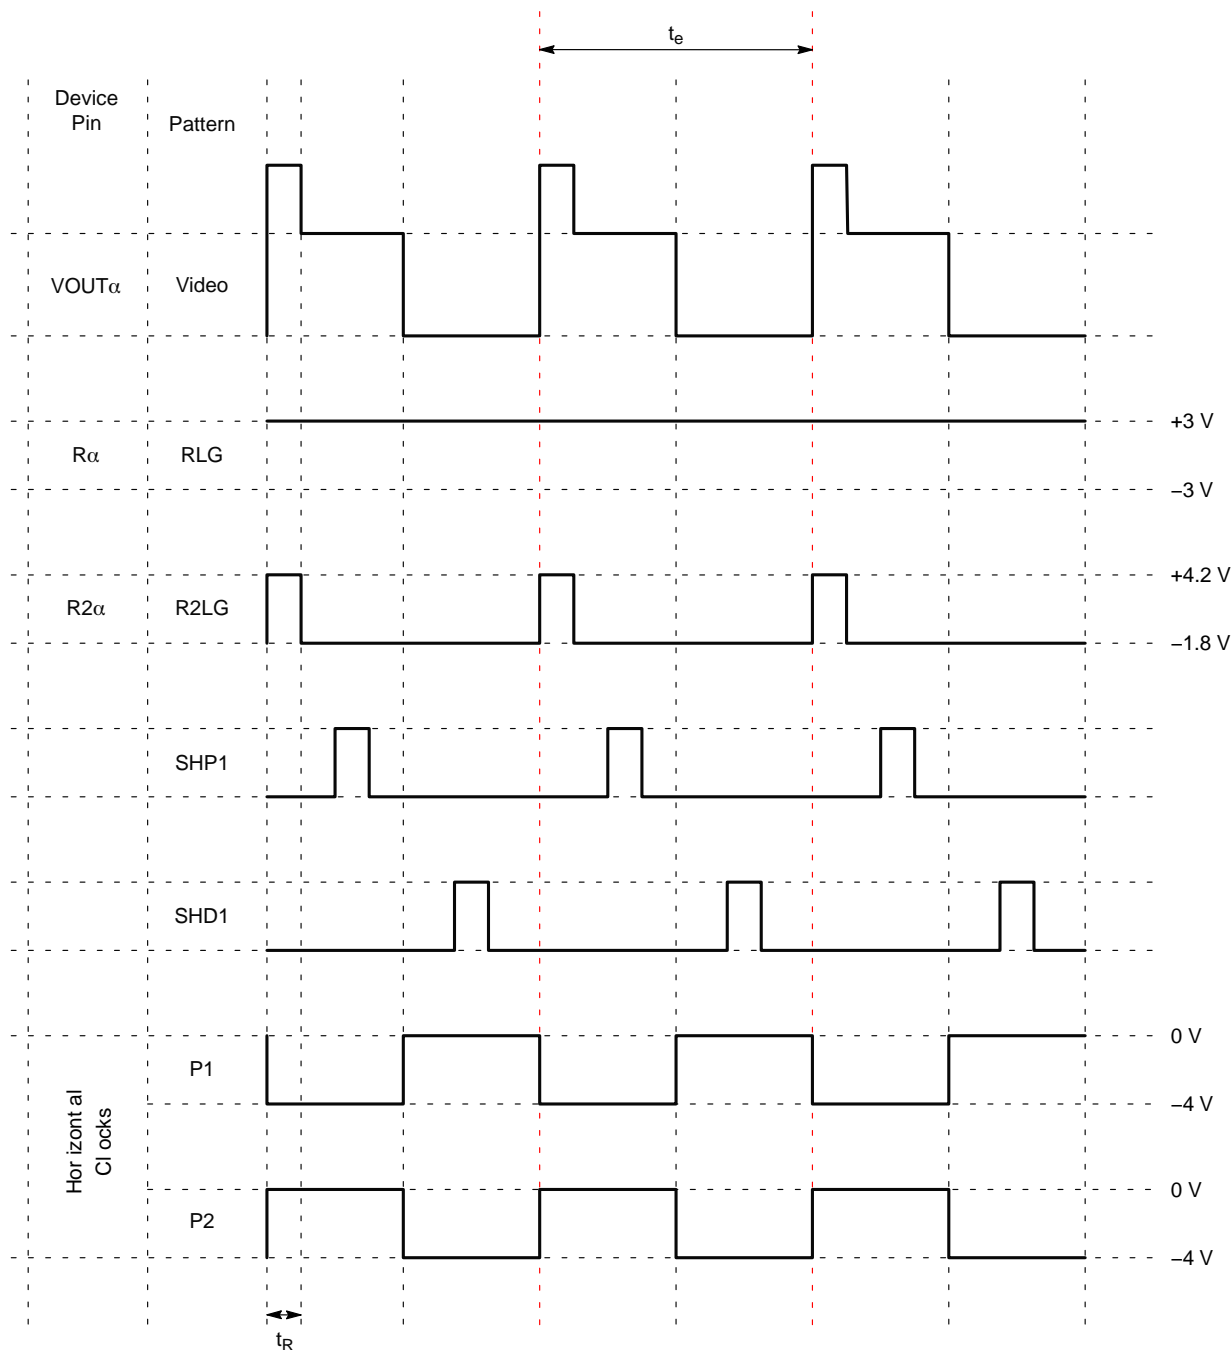 te
Device
Pin
Pattern
VOUTα
Video
+3 V
Rα
RLG
−3 V
+4.2 V
R2α
R2LG
−1.8 V
SHP1
SHD1
0 V
P1
−4 V
Hor izont al
Cl ocks
0 V
P2
−4 V
tR